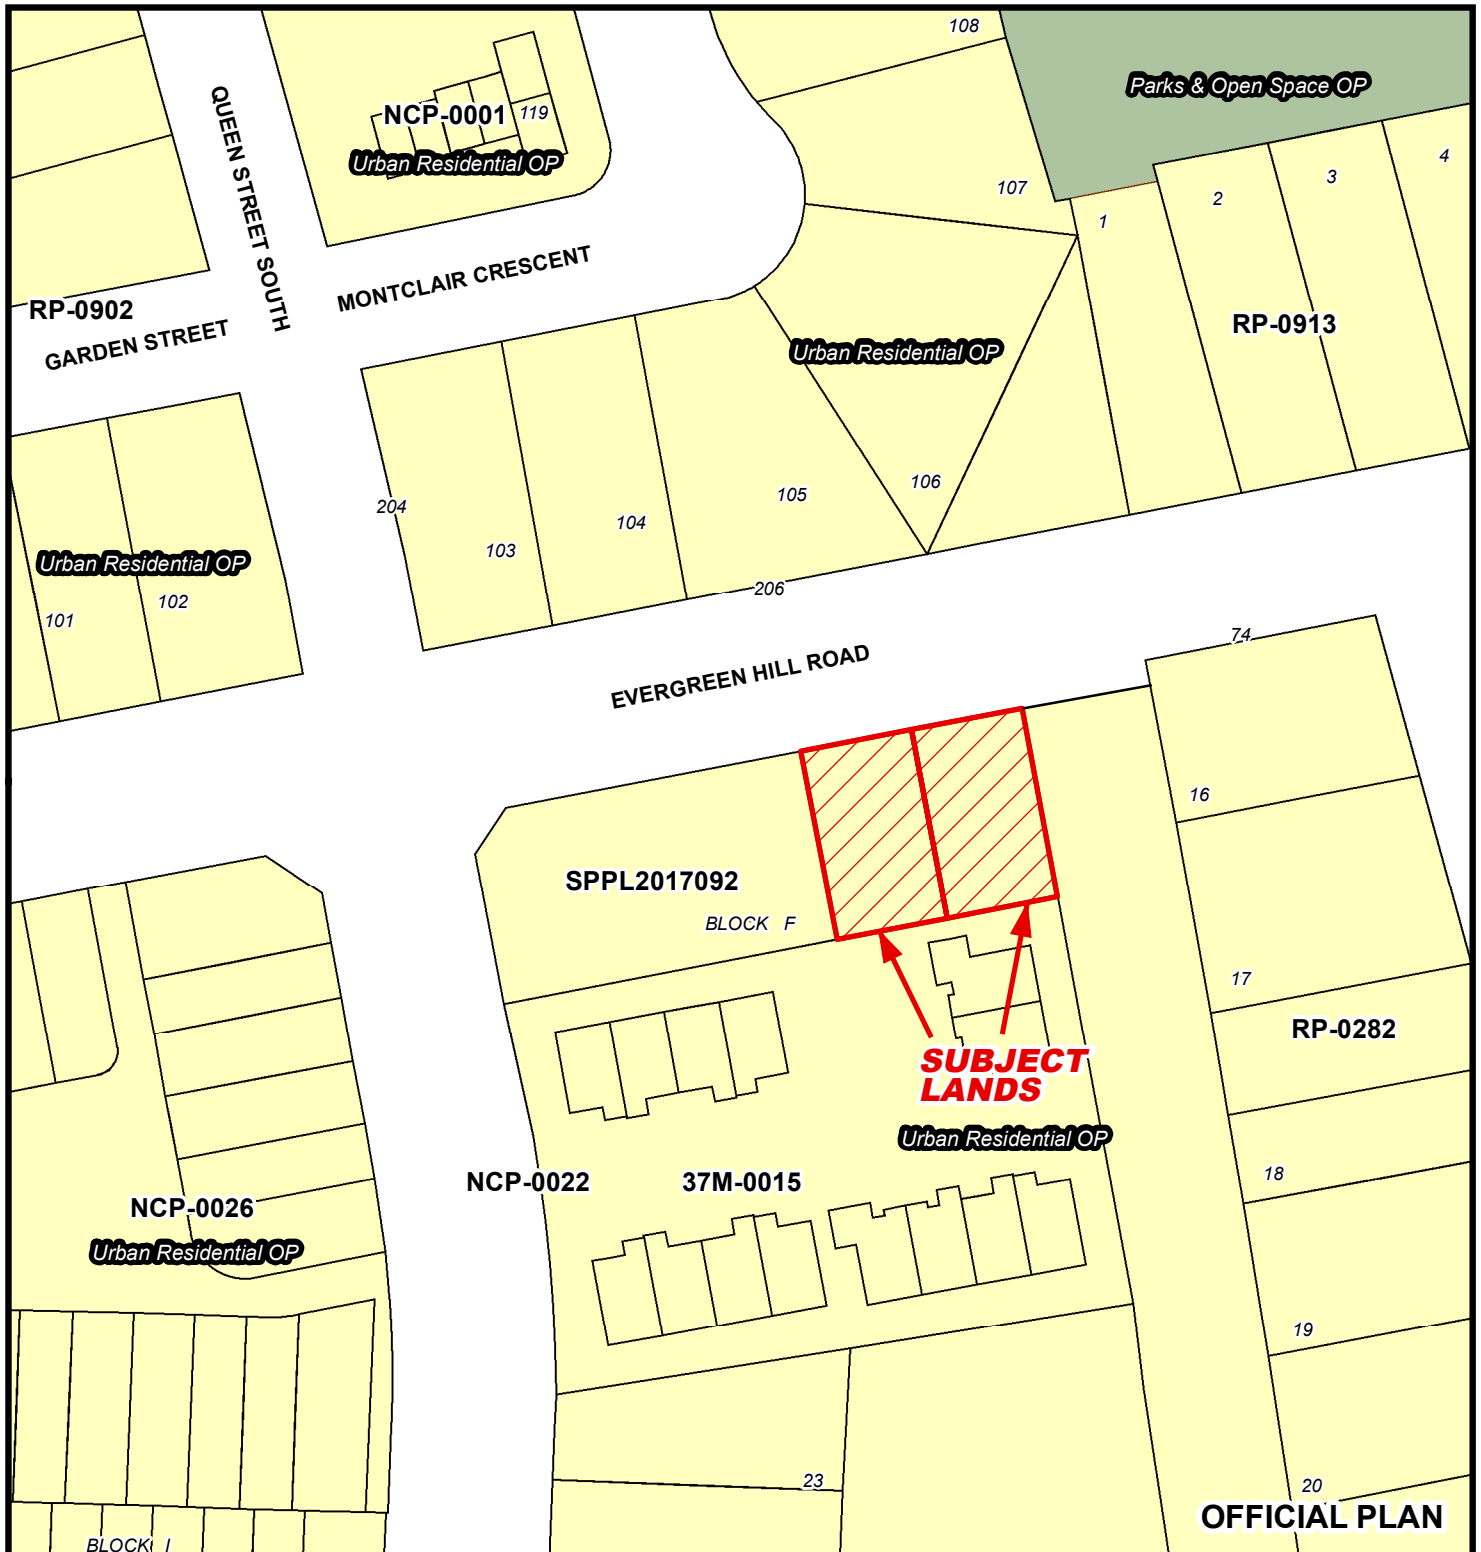 108
Parks & Open Space OP
QUEEN STREET SOUTH
NCP-0001
119
Urban Residential OP
107
1
2
3
4
RP-0902
GARDEN STREET
MONTCLAIR CRESCENT
RP-0913
Urban Residential OP
204
103
104
105
106
Urban Residential OP
101
102
206
EVERGREEN HILL ROAD
74
16
SPPL2017092
BLOCK F
17
RP-0282
SUBJECT
LANDS
Urban Residential OP
NCP-0022
37M-0015
18
NCP-0026
Urban Residential OP
19
23
20
OFFICIAL PLAN
BLOCK I